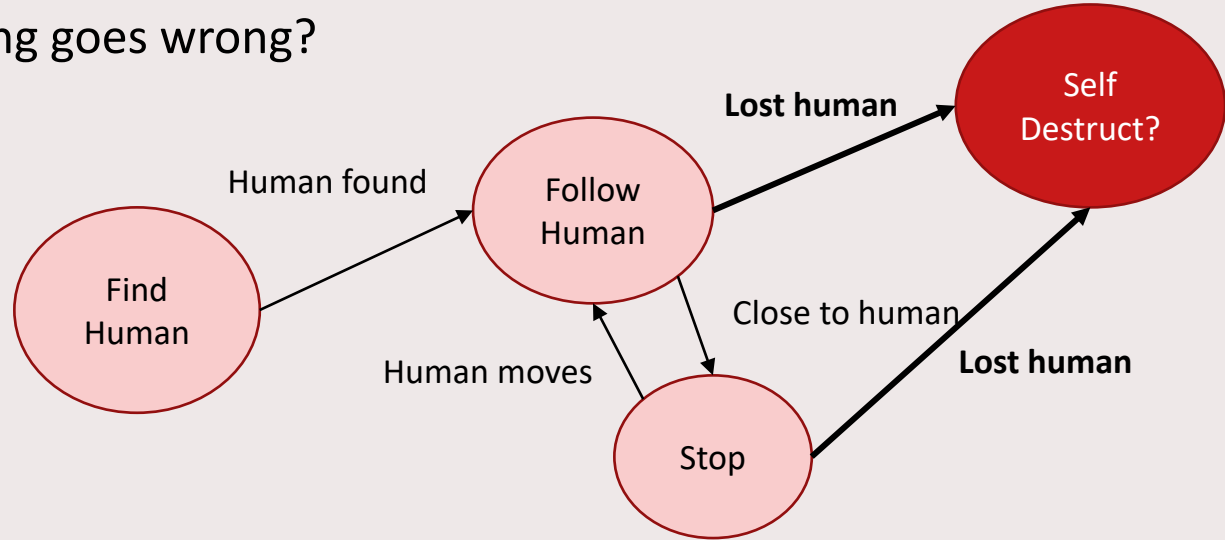 ng goes wrong?
Self
Destruct?
Lost human
Human found
Follow
Human
Find
Human
Close to human
Lost human
Human moves
Stop